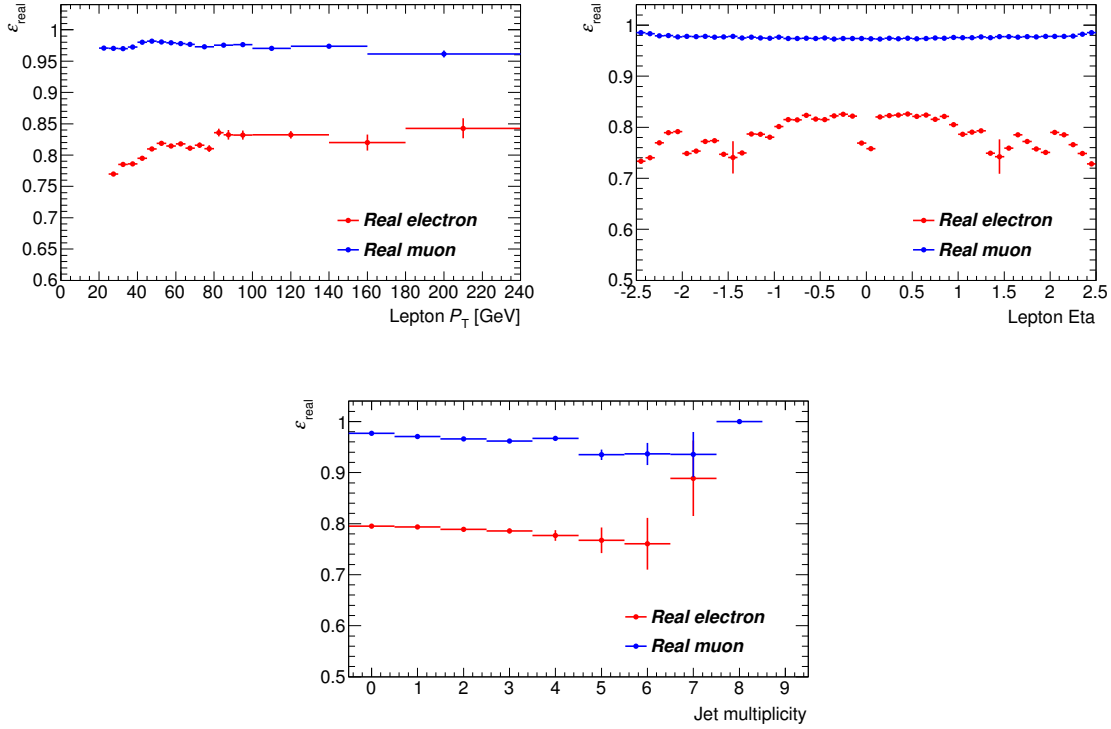 ε_real
1
0.95
0.9
0.85
0.8
0.75
0.7
0.65
0.6
Real electron
Real muon
0 20 40 60 80 100 120 140 160 180 200 220 240
Lepton P_T [GeV]
ε_real
1
0.9
0.8
0.7
0.6
0.5
Real electron
Real muon
-2.5 -2 -1.5 -1 -0.5 0 0.5 1 1.5 2 2.5
Lepton Eta
ε_real
1
0.9
0.8
0.7
0.6
0.5
Real electron
Real muon
0 1 2 3 4 5 6 7 8 9
Jet multiplicity